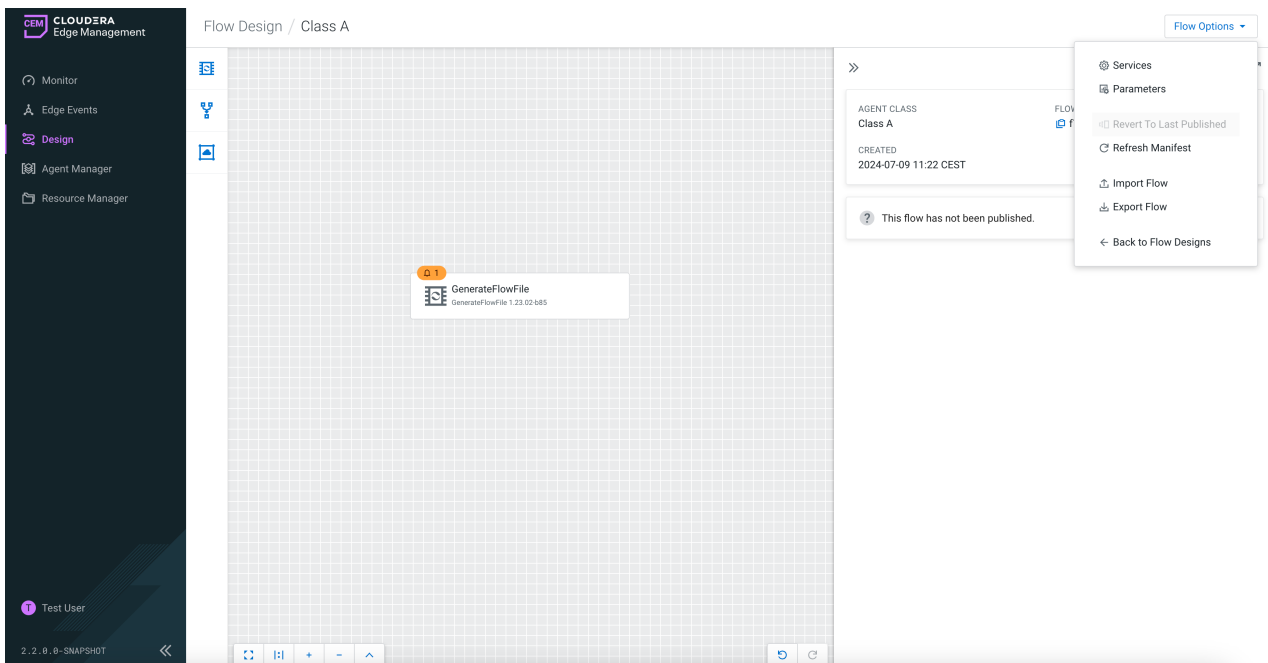 CEM CLOUDERA
Edge Management
Flow Design / Class A
Flow Options
Monitor
Edge Events
Design
Agent Manager
Resource Manager
Test User
2.2.0.0-SNAPSHOT
1
GenerateFlowFile
GenerateFlowFile 1.23.02-b85
AGENT CLASS
Class A
FLOW
f
CREATED
2024-07-09 11:22 CEST
? This flow has not been published.
Services
Parameters
Revert To Last Published
Refresh Manifest
Import Flow
Export Flow
Back to Flow Designs
T